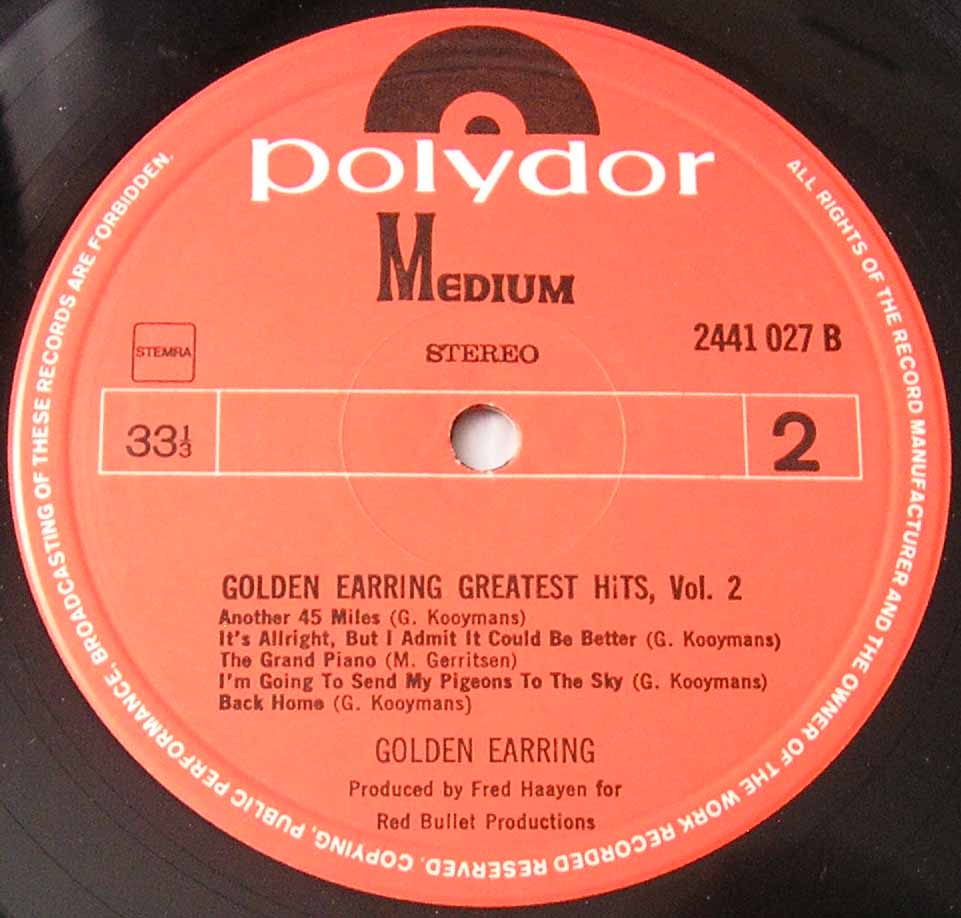 polydor
Medium
STEMRA
STEREO
2441 027 B
33⅓
2
GOLDEN EARRING GREATEST HiTS, Vol. 2
Another 45 Miles (G. Kooymans)
It's Allright, But I Admit It Could Be Better (G. Kooymans)
The Grand Piano (M. Gerritsen)
I'm Going To Send My Pigeons To The Sky (G. Kooymans)
Back Home (G. Kooymans)
GOLDEN EARRING
Produced by Fred Haayen for
Red Bullet Productions
ALL RIGHTS OF THE RECORD MANUFACTURER AND THE OWNER OF THE WORK RECORDED RESERVED. COPYING, PUBLIC PERFORMANCE, BROADCASTING OF THESE RECORDS ARE FORBIDDEN.